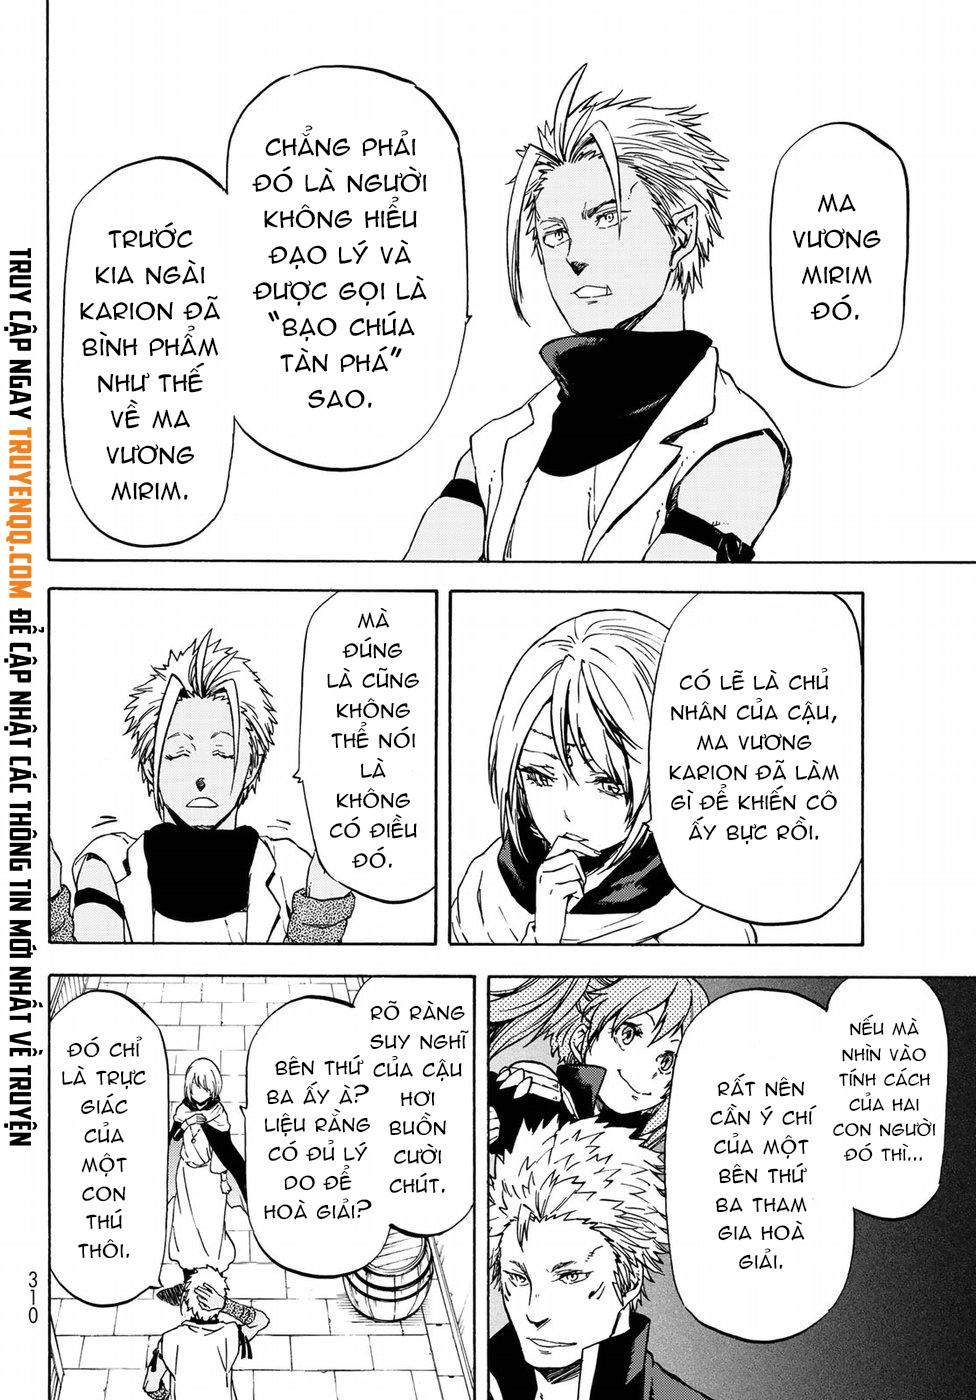 MA
VƯƠNG
MIRIM
ĐÓ.
CHẲNG PHẢI
ĐÓ LÀ NGƯỜI
KHÔNG HIỂU
ĐẠO LÝ VÀ
ĐƯỢC GỌI LÀ
"BẠO CHÚA
TÀN PHÁ"
SAO.
TRƯỚC
KIA NGÀI
KARION ĐÃ
BÌNH PHẨM
NHƯ THẾ
VỀ MA
VƯƠNG
MIRIM.
CÓ LẼ LÀ CHỦ
NHÂN CỦA CẬU,
MA VƯƠNG
KARION ĐÃ LÀM
GÌ ĐỂ KHIẾN CÔ
ẤY BỰC RỒI.
MÀ
ĐÚNG
LÀ CŨNG
KHÔNG
THỂ NÓI
LÀ
KHÔNG
CÓ ĐIỀU
ĐÓ.
NẾU MÀ
NHÌN VÀO
TÍNH CÁCH
CỦA HAI
CON NGƯỜI
ĐÓ THÌ...
RẤT NÊN
CẦN Ý CHÍ
CỦA MỘT
BÊN THỨ
BA THAM
GIA HOÀ
GIẢI.
RÕ RÀNG
SUY NGHĨ
CỦA CẬU
HƠI
BUỒN
CƯỜI
CHÚT.
BÊN THỨ
BA ẤY À?
LIỆU RẰNG
CÓ ĐỦ LÝ
DO ĐỂ
HOÀ GIẢI?
ĐÓ CHỈ
LÀ TRỰC
GIÁC
CỦA
MỘT
CON
THÚ
THÔI.
310
TRUY CẬP NGAY TRUYENQQ.COM ĐỂ CẬP NHẬT CÁC THÔNG TIN MỚI NHẤT VỀ TRUYỆN